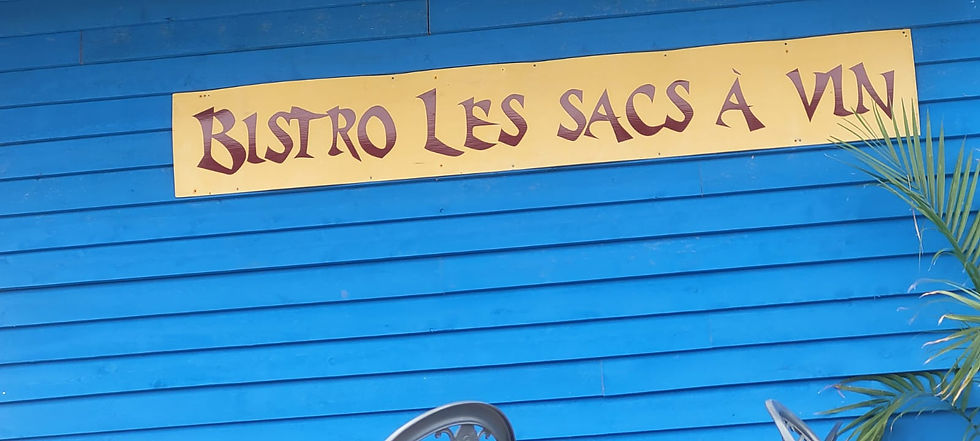 BISTRO LES SACS À VIN